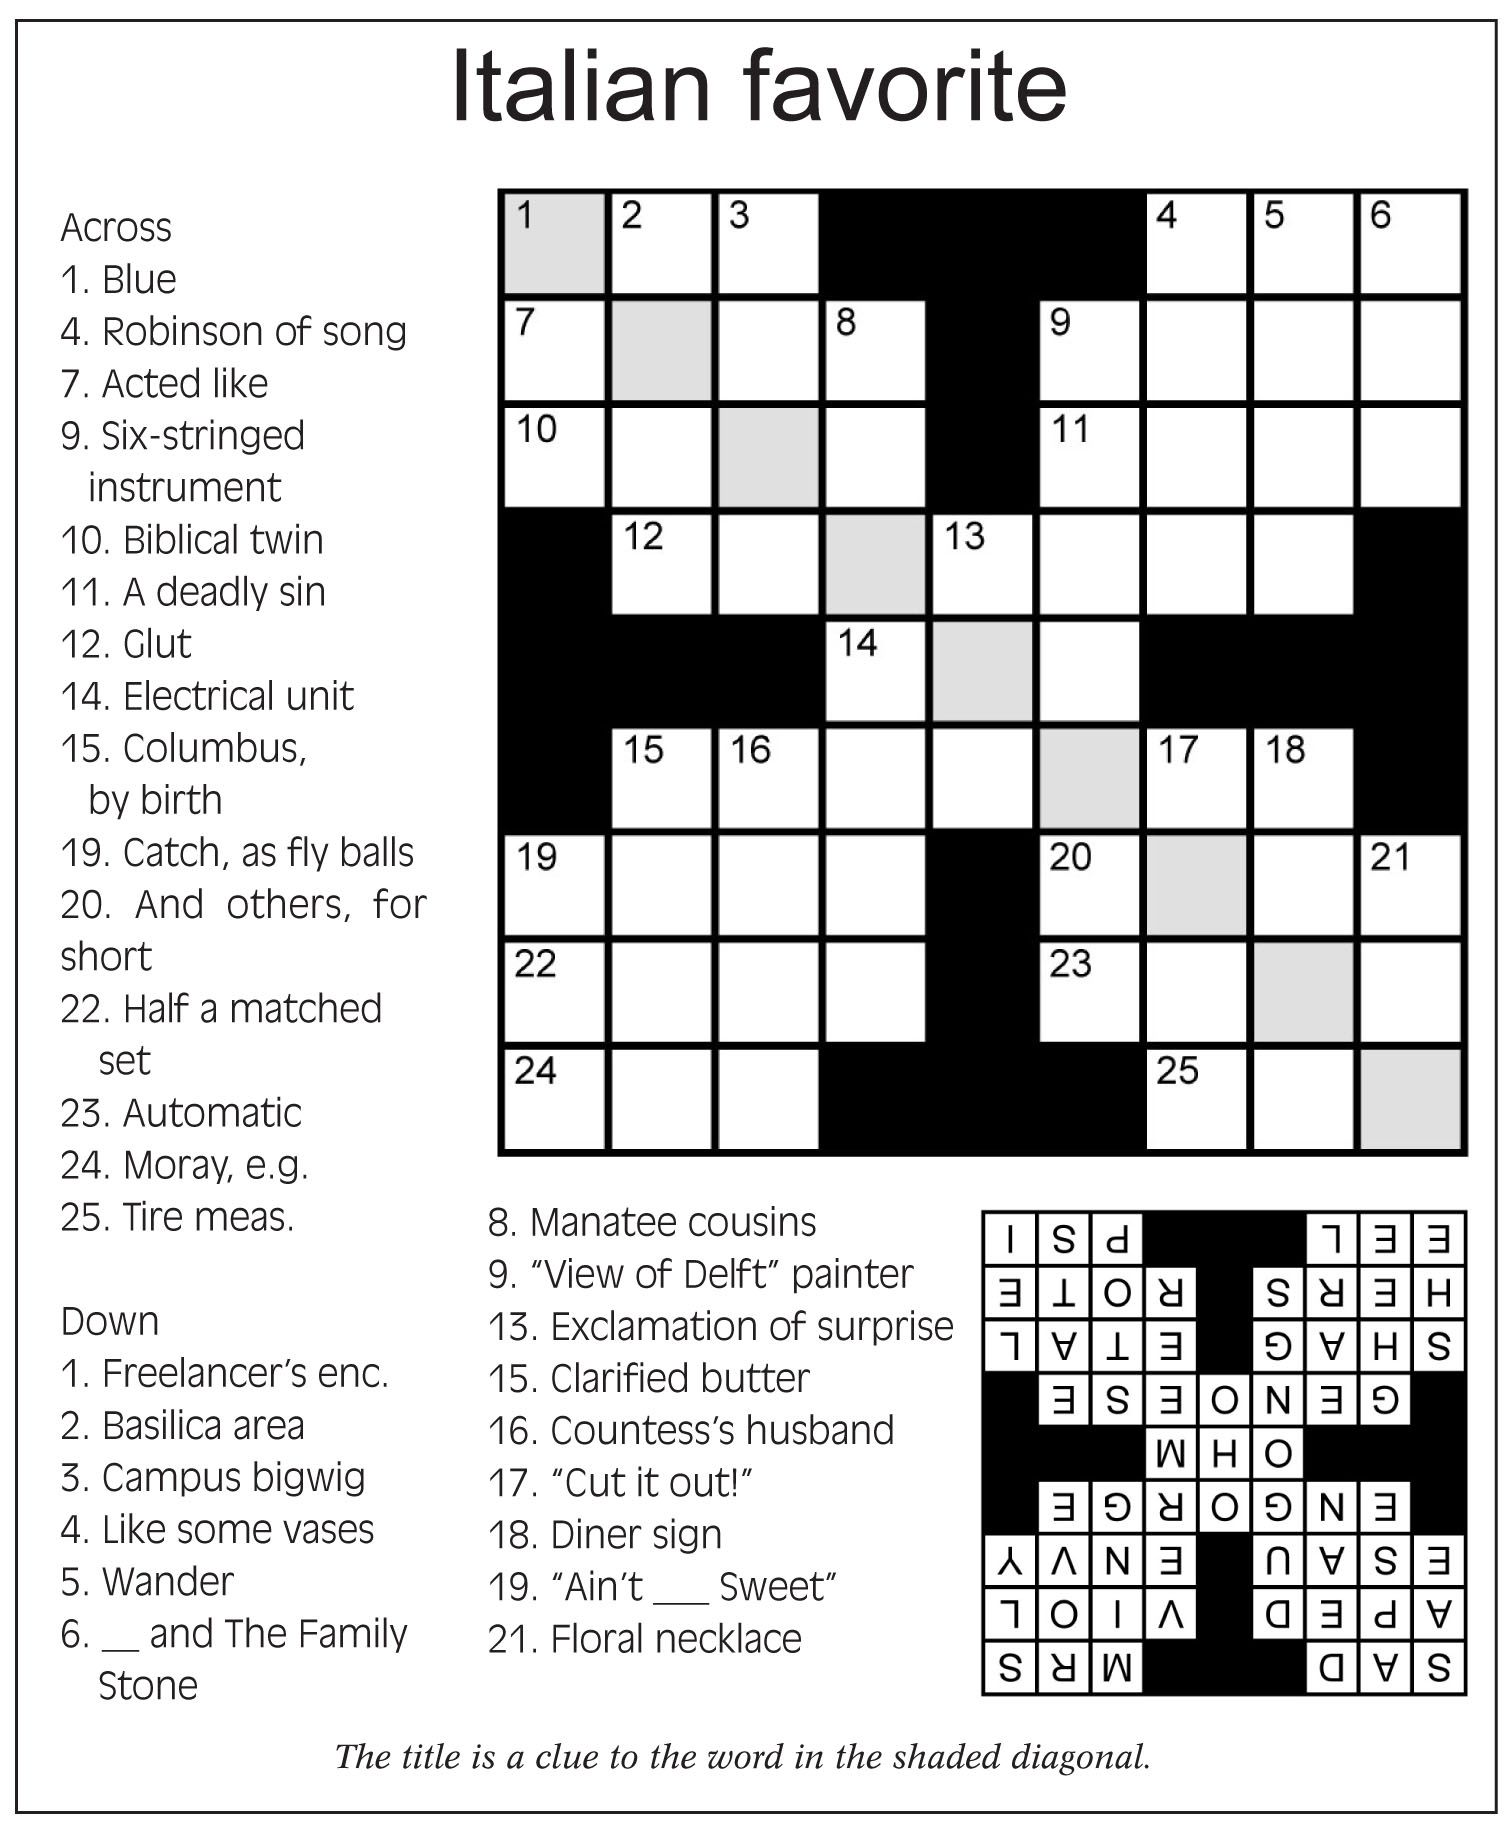 Italian favorite
Across
1. Blue
4. Robinson of song
7. Acted like
9. Six-stringed
instrument
10. Biblical twin
11. A deadly sin
12. Glut
14. Electrical unit
15. Columbus,
by birth
19. Catch, as fly balls
20. And others, for
short
22. Half a matched
set
23. Automatic
24. Moray, e.g.
25. Tire meas.
Down
1. Freelancer’s enc.
2. Basilica area
3. Campus bigwig
4. Like some vases
5. Wander
6. __ and The Family
Stone
8. Manatee cousins
9. “View of Delft” painter
13. Exclamation of surprise
15. Clarified butter
16. Countess’s husband
17. “Cut it out!”
18. Diner sign
19. “Ain’t ___ Sweet”
21. Floral necklace
1 2 3 4 5 6
7 8 9
10 11
12 13
14
15 16 17 18
19 20 21
22 23
24 25
S A D M R S
A P E D V I O L
E S A U E N V Y
E N G O R G E
O H M
G E N O E S E
S H A G E T A L
H E R S R O T E
E E L P S I
The title is a clue to the word in the shaded diagonal.